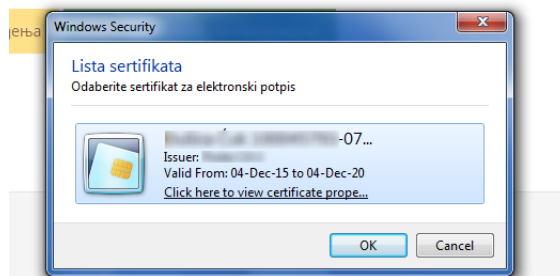 јења
Windows Security
Lista sertifikata
Odaberite sertifikat za elektronski potpis
-07...
Issuer:
Valid From: 04-Dec-15 to 04-Dec-20
Click here to view certificate prope...
OK Cancel